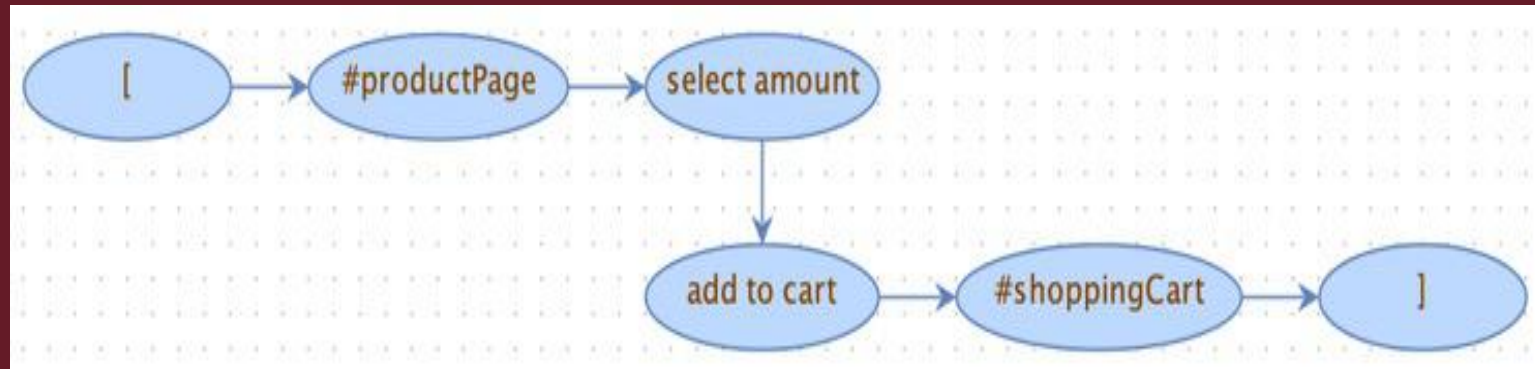 [
#productPage
select amount
add to cart
#shoppingCart
]